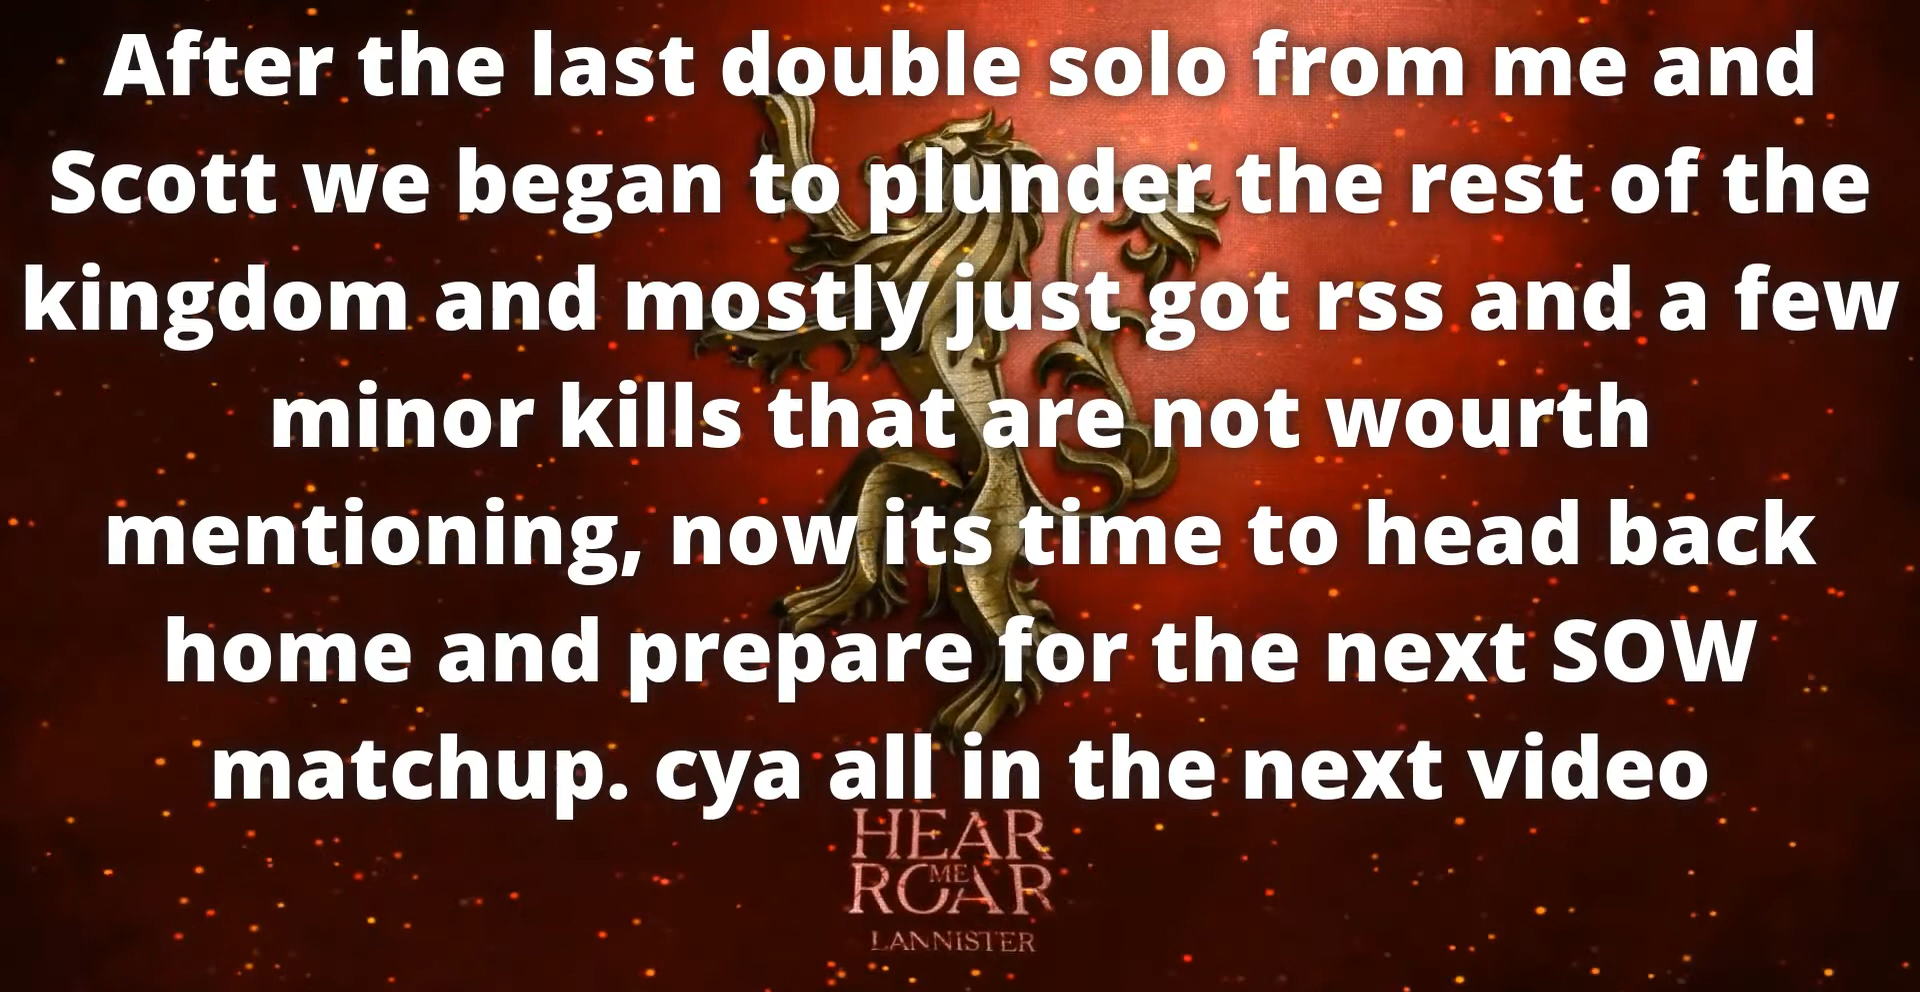 After the last double solo from me and
Scott we began to plunder the rest of the
kingdom and mostly just got rss and a few
minor kills that are not wourth
mentioning, now its time to head back
home and prepare for the next SOW
matchup. cya all in the next video
HEAR
ME
ROAR
LANNISTER